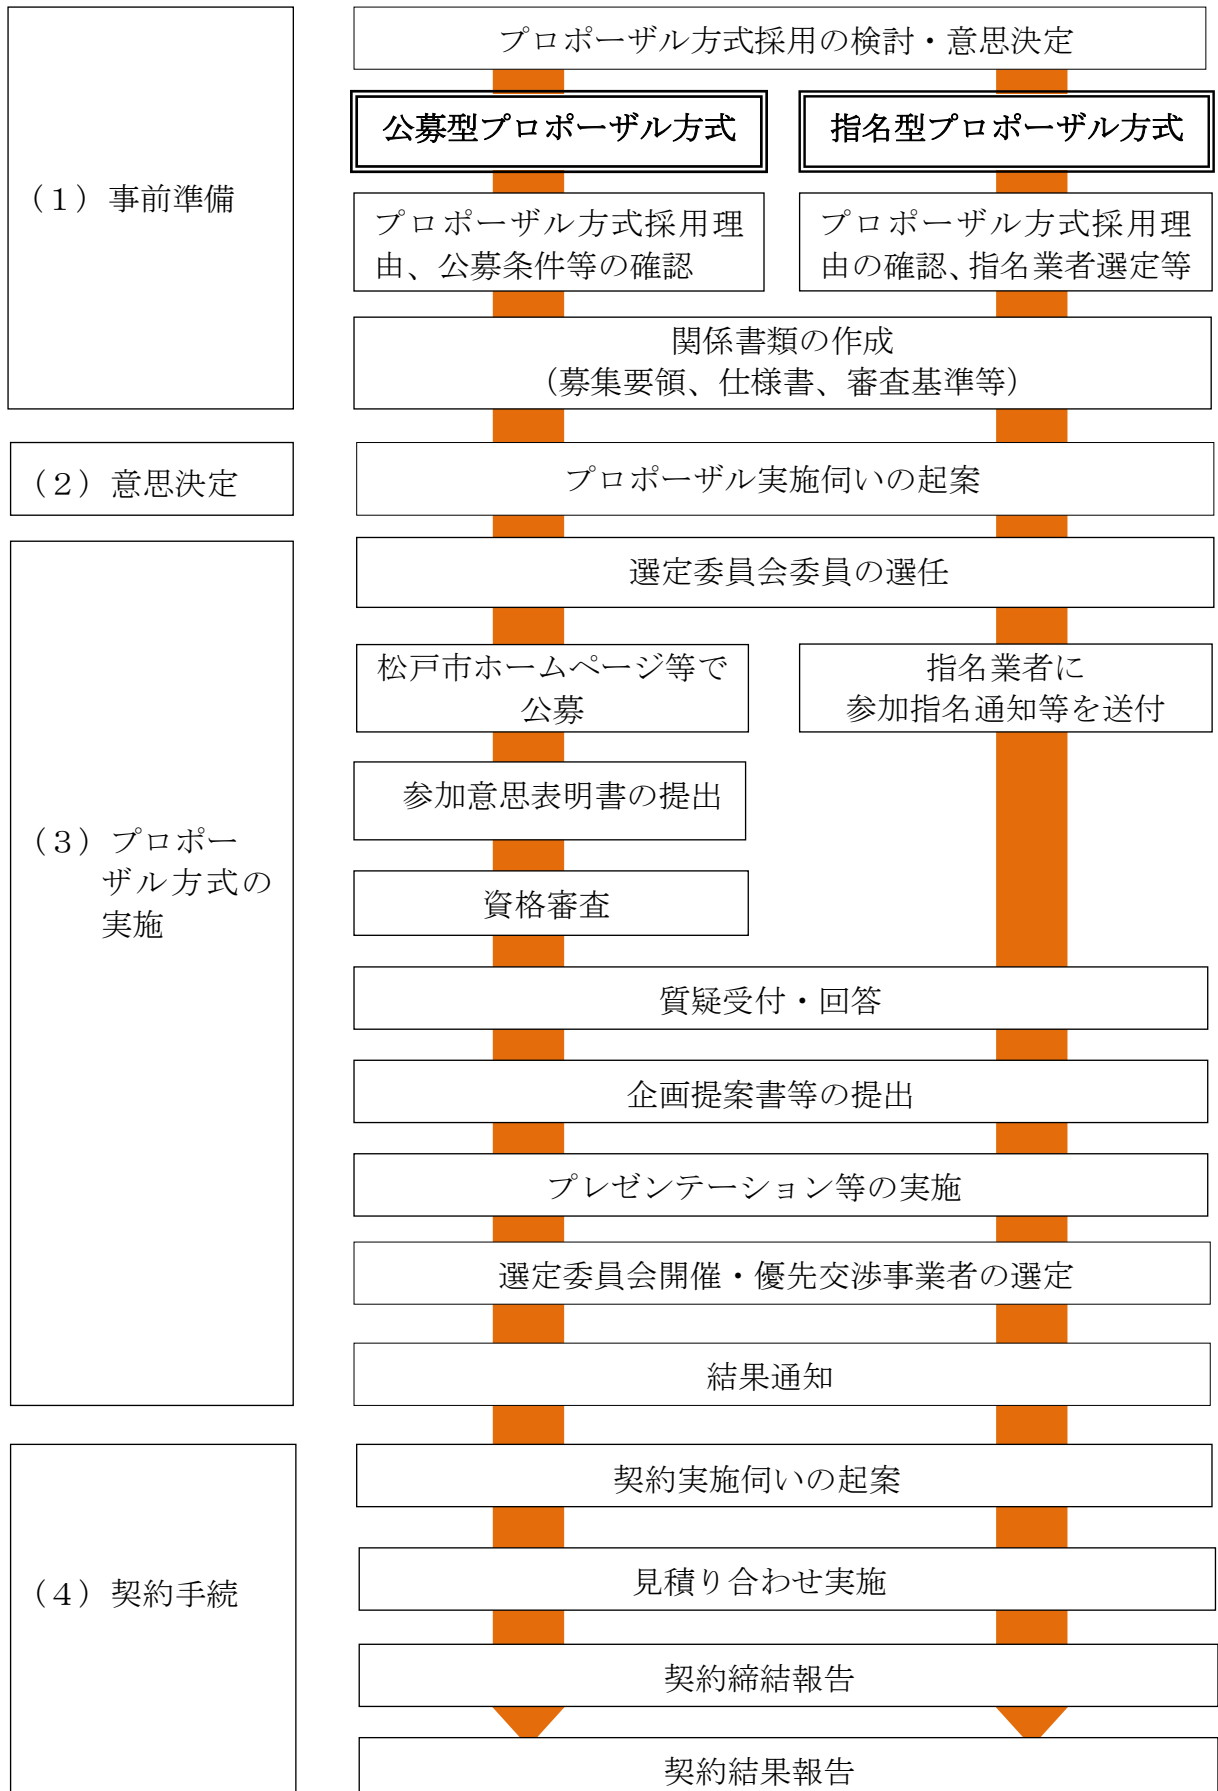 プロポーザル方式採用の検討・意思決定
公募型プロポーザル方式
指名型プロポーザル方式
（１）事前準備
プロポーザル方式採用理
由、公募条件等の確認
プロポーザル方式採用理
由の確認、指名業者選定等
関係書類の作成
（募集要領、仕様書、審査基準等）
（２）意思決定
プロポーザル実施伺いの起案
選定委員会委員の選任
松戸市ホームページ等で
公募
指名業者に
参加指名通知等を送付
参加意思表明書の提出
（３）プロポー
ザル方式の
実施
資格審査
質疑受付・回答
企画提案書等の提出
プレゼンテーション等の実施
選定委員会開催・優先交渉事業者の選定
結果通知
契約実施伺いの起案
（４）契約手続
見積り合わせ実施
契約締結報告
契約結果報告